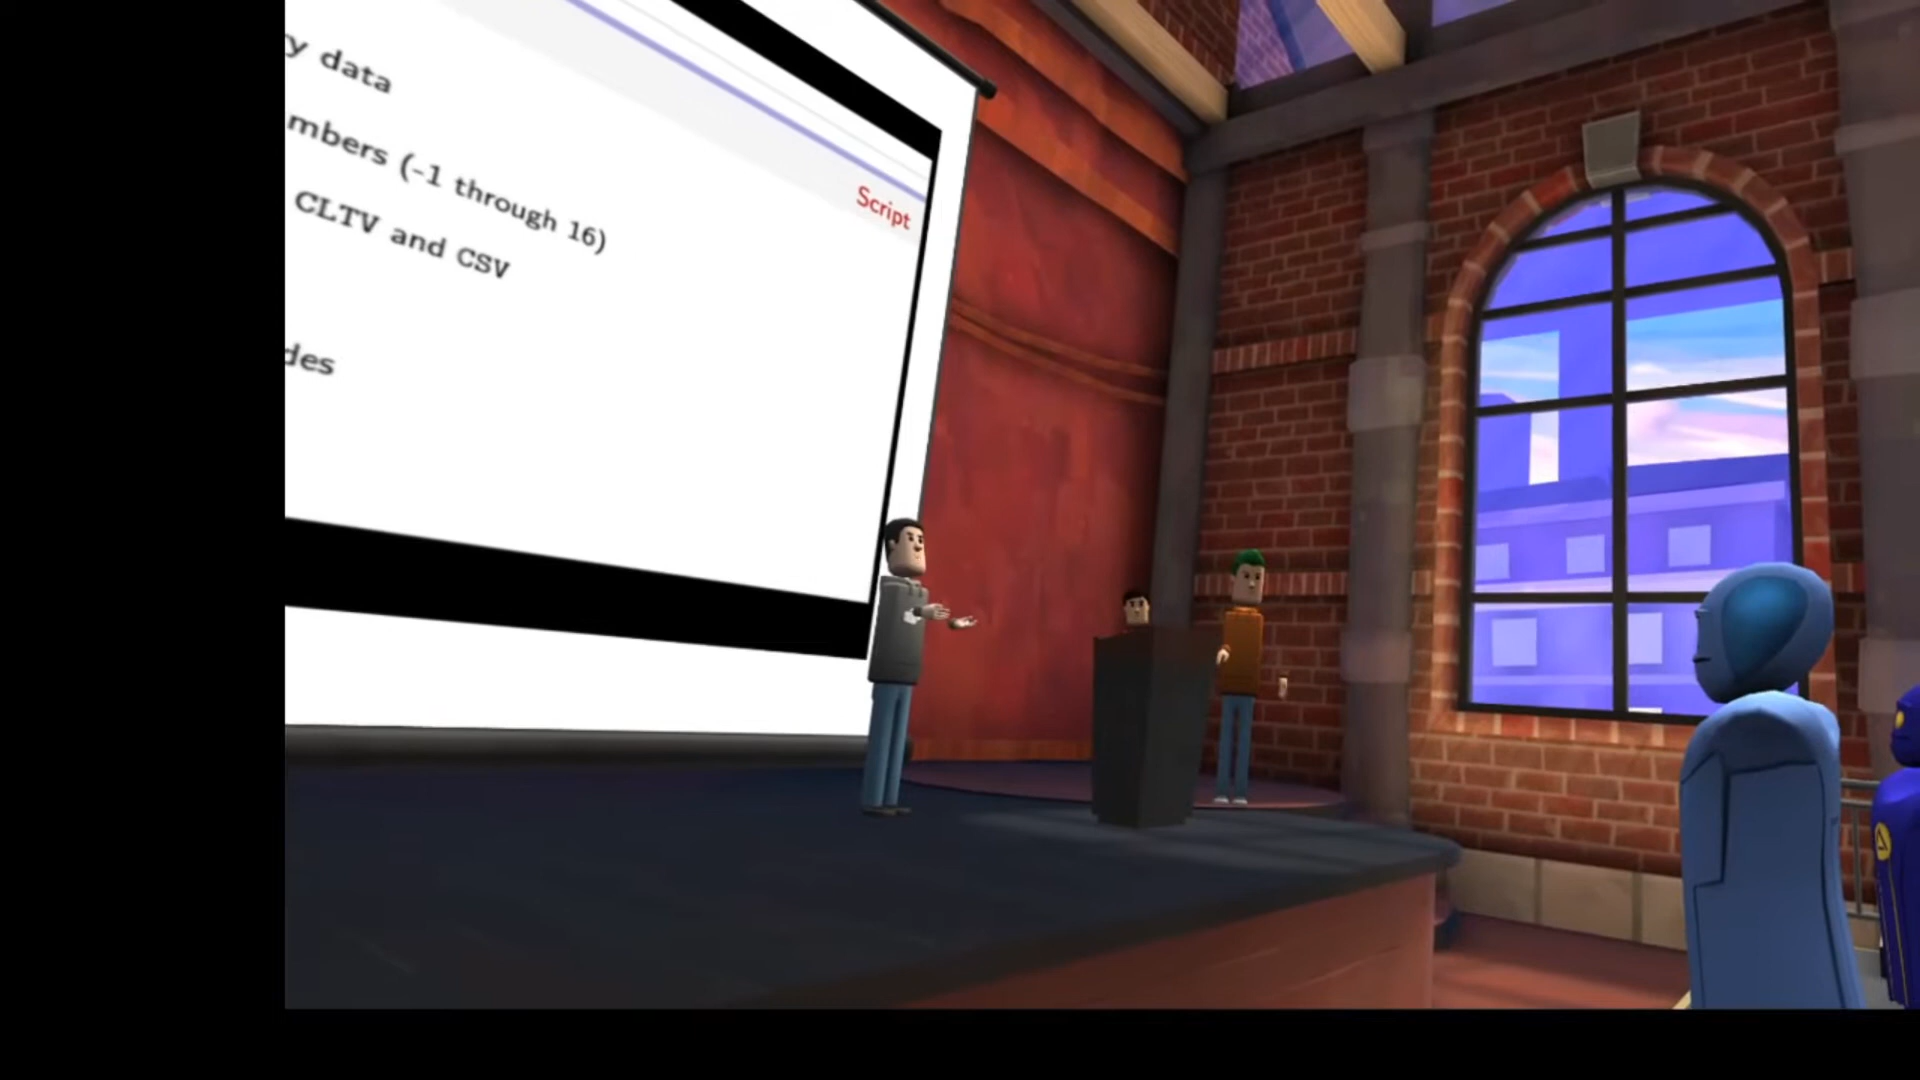 Script
y data
mbers (-1 through 16)
CLTV and CSV
des